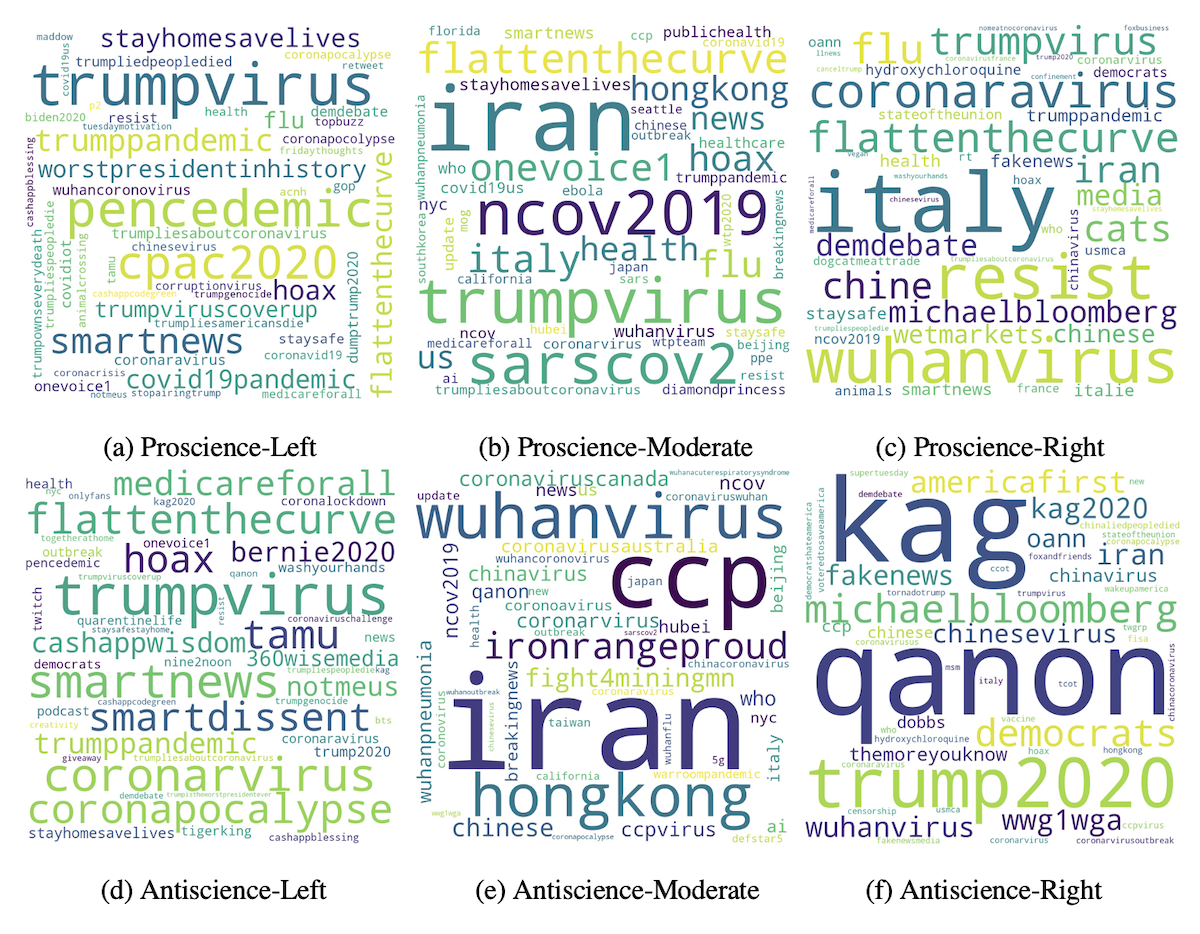 maddow
stayhomesavelives
coronapocalypse
trumpliedpeopledied
retweet
covid19us
trumpvirus
p2
health
demdebate
biden2020
resist
flu
topbuzz
tuesdaymotivation
trumppandemic
coronapocolypse
fridaythoughts
worstpresidentinhistory
cashappblessing
wuhancoronovirus
acnh
gop
pencedemic
flattenthecurve
trumpliesaboutcoronavirus
chinesevirus
trumpownseverydeath
trumpliespeopledie
covidiot
animalcrossing
tamu
cpac2020
corruptionvirus
cashappcodegreen
trumpgenocide
hoax
dumptrump2020
trumpviruscoverup
trumpliesamericansdie
smartnews
staysafe
coronaravirus
coronavid19
coronacrisis
onevoice1
covid19pandemic
notmeus
stopairingtrump
medicareforall
(a) Proscience-Left
florida
smartnews
ccp
publichealth
coronavid19
flattenthecurve
stayhomesavelives
hongkong
wuhanpneumonia
iran
seattle
chinese
news
outbreak
healthcare
who
onevoice1
hoax
trumppandemic
covid19us
ebola
nyc
ncov2019
southkorea
update
mog
wtp2020
breakingnews
italy
health
flu
japan
california
sars
trumpvirus
ncov
hubei
wuhanvirus
staysafe
medicareforall
coronarvirus
wtpteam
beijing
us
ai
sarscov2
ppe
resist
trumpliesaboutcoronavirus
diamondprincess
(b) Proscience-Moderate
nomeatnocoronavirus
foxbusiness
oann
flu
trumpvirus
11news
coronavirusfrance
trump2020
canceltrump
hydroxychloroquine
confinement
coronarvirus
democrats
coronaravirus
stateoftheunion
trumppandemic
flattenthecurve
vegan
health
rt
fakenews
iran
washyourhands
hoax
medicareforall
italy
chinesevirus
media
stayhomesavelives
who
cats
demdebate
chinavirus
usmca
dogcatmeattrade
trumpliesaboutcoronavirus
chine
resist
staysafe
michaelbloomberg
trumpliespeopledie
ncov2019
wetmarkets
chinese
wuhanvirus
animals
smartnews
france
italie
(c) Proscience-Right
health
nyc
onlyfans
medicareforall
kag2020
coronalockdown
flattenthecurve
togetherathome
onevoice1
outbreak
hoax
bernie2020
pencedemic
washyourhands
trumpviruscoverup
qanon
twitch
trumpvirus
resist
quarentinelife
coronaviruschallenge
staysafestayhome
cashappwisdom
tamu
news
democrats
nine2noon
360wisemedia
trumpliespeopledie
kag
smartnews
notmeus
cashappcodegreen
trumpgenocide
podcast
smartdissent
bts
creativity
trumppandemic
coronaravirus
trump2020
giveaway
trumpliesaboutcoronavirus
coronarvirus
demdebate
trumpistheworstpresidentever
coronapocalypse
stayhomesavelives
tigerking
cashappblessing
(d) Antiscience-Left
coronaviruscanada
wuhanacuterespiratorysyndrome
ncov
update
news
us
coronaviruswuhan
wuhanvirus
coronavirusaustralia
wuhancoronovirus
ncov2019
chinavirus
ccp
japan
beijing
qanon
new
coronoavirus
health
coronarvirus
outbreak
sarscov2
hubei
ironrangeproud
chinacoronavirus
wuhanpneumonia
fight4miningmn
wuhanoutbreak
coronaravirus
breakingnews
who
coronovirus
chinesevirus
iran
taiwan
wuhanflu
nyc
5g
italy
california
warroompandemic
wwg1wga
hongkong
chinese
coronapocalypse
ccpvirus
ai
defstar5
(e) Antiscience-Moderate
supertuesday
americafirst
new
demdebate
kag
kag2020
chinaliedpeopledied
democratshateamerica
votedtosaveamerica
oann
stateoftheunion
coronapocalypse
foxandfriends
iran
fakenews
ccot
chinavirus
tornadotrump
trumpvirus
wakeupamerica
michaelbloomberg
ccp
chinese
chinesevirus
twgrp
coronavirusus
fisa
qanon
msm
italy
tcot
chinacoronavirus
dobbs
vaccine
who
hydroxychloroquine
democrats
themoreyouknow
hoax
hongkong
coronaravirus
trump2020
censorship
usmca
wuhanvirus
wwg1wga
ccpvirus
fakenewsmedia
coronarvirus
coronavirusoutbreak
(f) Antiscience-Right